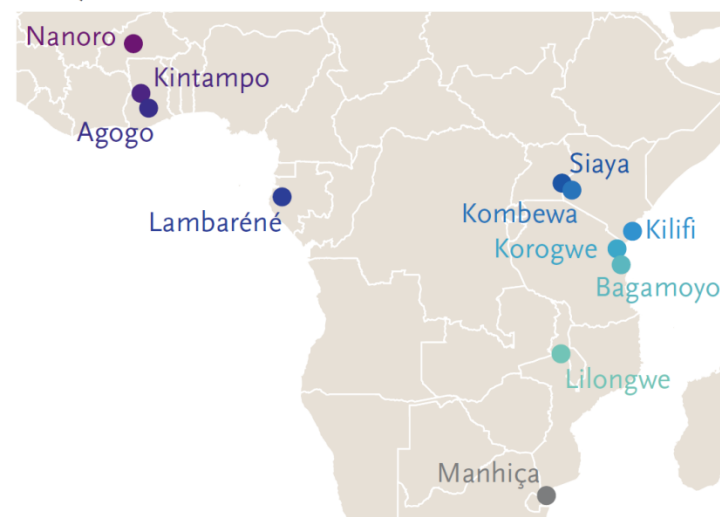 Nanoro
Kintampo
Agogo
Siaya
Lambaréné
Kombewa
Kilifi
Korogwe
Bagamoyo
Lilongwe
Manhiça